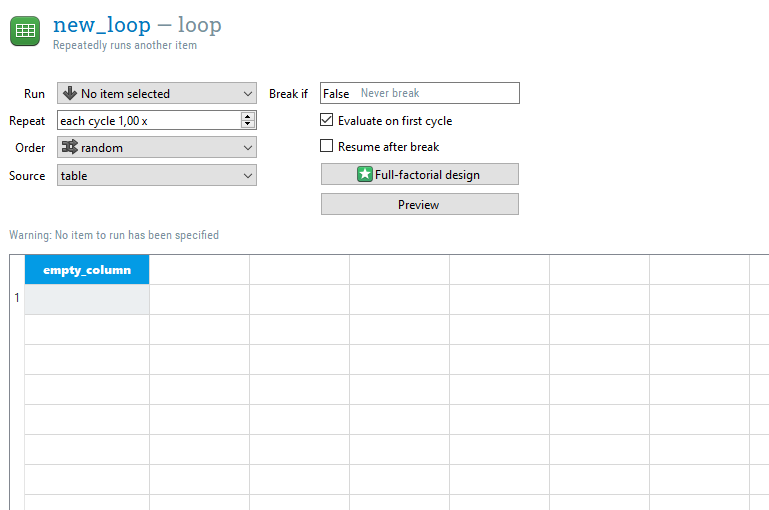 new_loop — loop
Repeatedly runs another item
Run No item selected Break if False Never break
Repeat each cycle 1,00 x Evaluate on first cycle
Order random Resume after break
Source table Full-factorial design
Preview
Warning: No item to run has been specified
empty_column
1